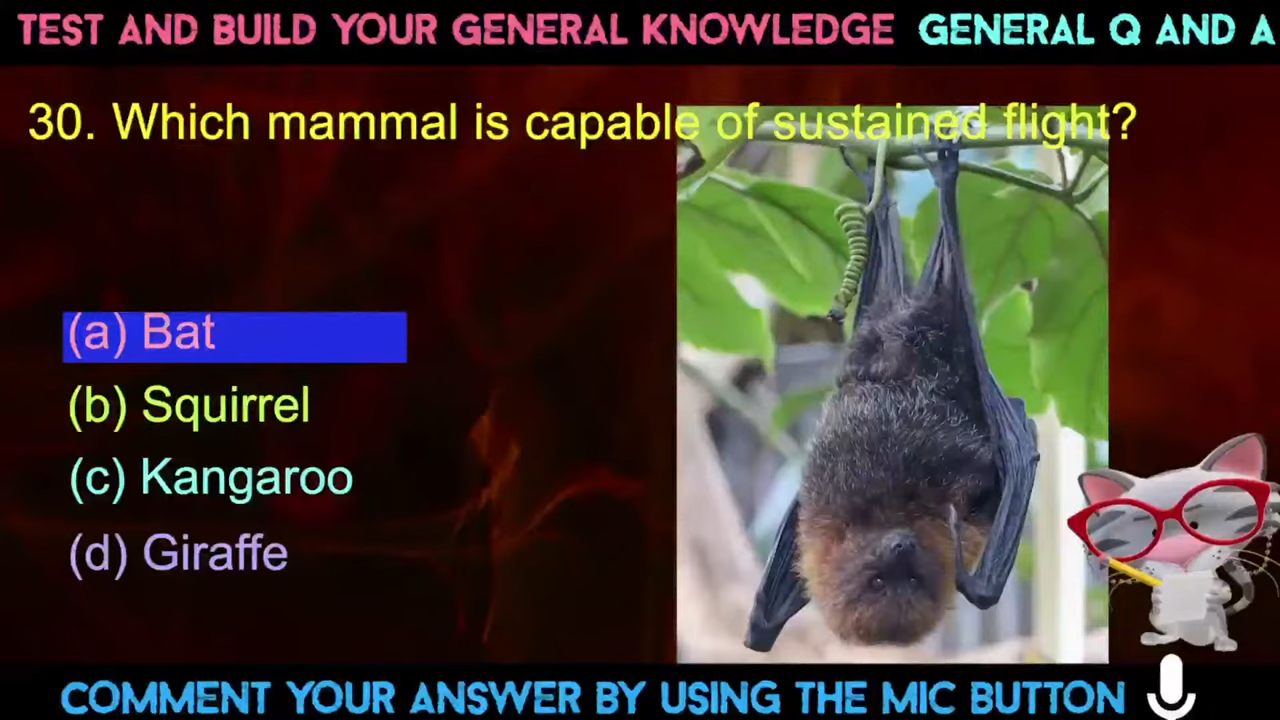 TEST AND BUILD YOUR GENERAL KNOWLEDGE GENERAL Q AND A
30. Which mammal is capable of sustained flight?
(a) Bat
(b) Squirrel
(c) Kangaroo
(d) Giraffe
COMMENT YOUR ANSWER BY USING THE MIC BUTTON